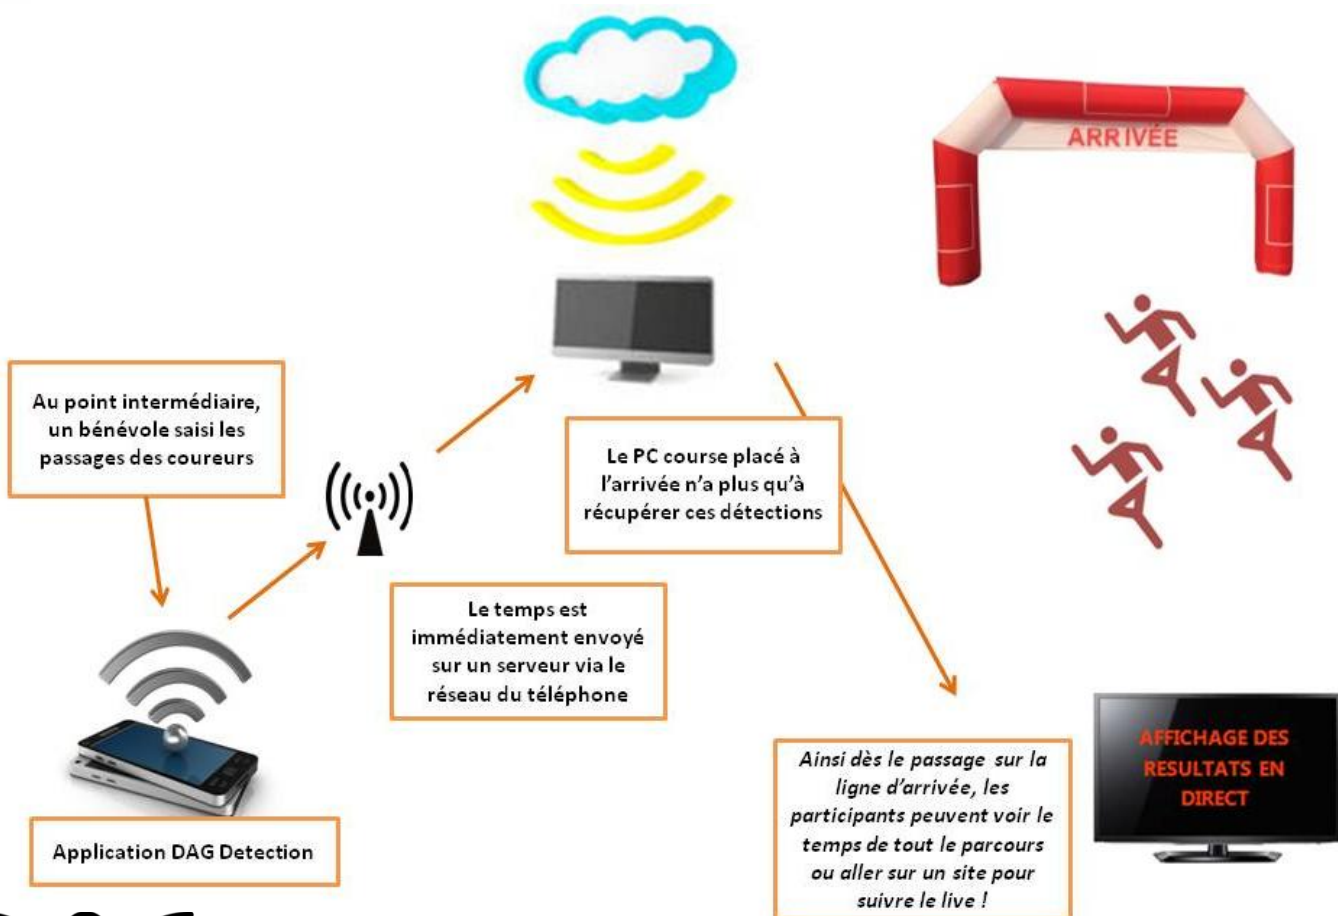 ARRIVÉE
Au point intermédiaire,
un bénévole saisi les
passages des coureurs
Le PC course placé à
l'arrivée n'a plus qu'à
récupérer ces détections
Le temps est
immédiatement envoyé
sur un serveur via le
réseau du téléphone
Application DAG Detection
Ainsi dès le passage sur la
ligne d'arrivée, les
participants peuvent voir le
temps de tout le parcours
ou aller sur un site pour
suivre le live !
AFFICHAGE DES
RESULTATS EN
DIRECT